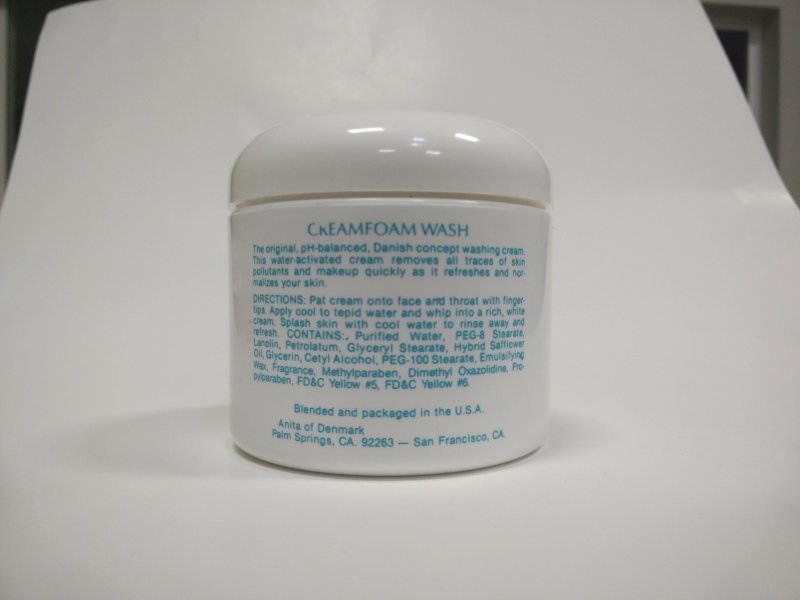 CREAMFOAM WASH
The original, pH-balanced, Danish concept washing cream.
This water-activated cream removes all traces of skin
pollutants and makeup quickly as it refreshes and nor-
malizes your skin.
DIRECTIONS: Pat cream onto face and throat with finger-
tips. Apply cool to tepid water and whip into a rich, white
cream. Splash skin with cool water to rinse away and
refresh. CONTAINS: Purified Water, PEG-8 Stearate,
Lanolin, Petrolatum, Glyceryl Stearate, Hybrid Safflower
Oil, Glycerin, Cetyl Alcohol, PEG-100 Stearate, Emulsifying
Wax, Fragrance, Methylparaben, Dimethyl Oxazolidine, Pro-
pylparaben, FD&C Yellow #5, FD&C Yellow #6.
Blended and packaged in the U.S.A.
Anita of Denmark
Palm Springs, CA. 92263 — San Francisco, CA.